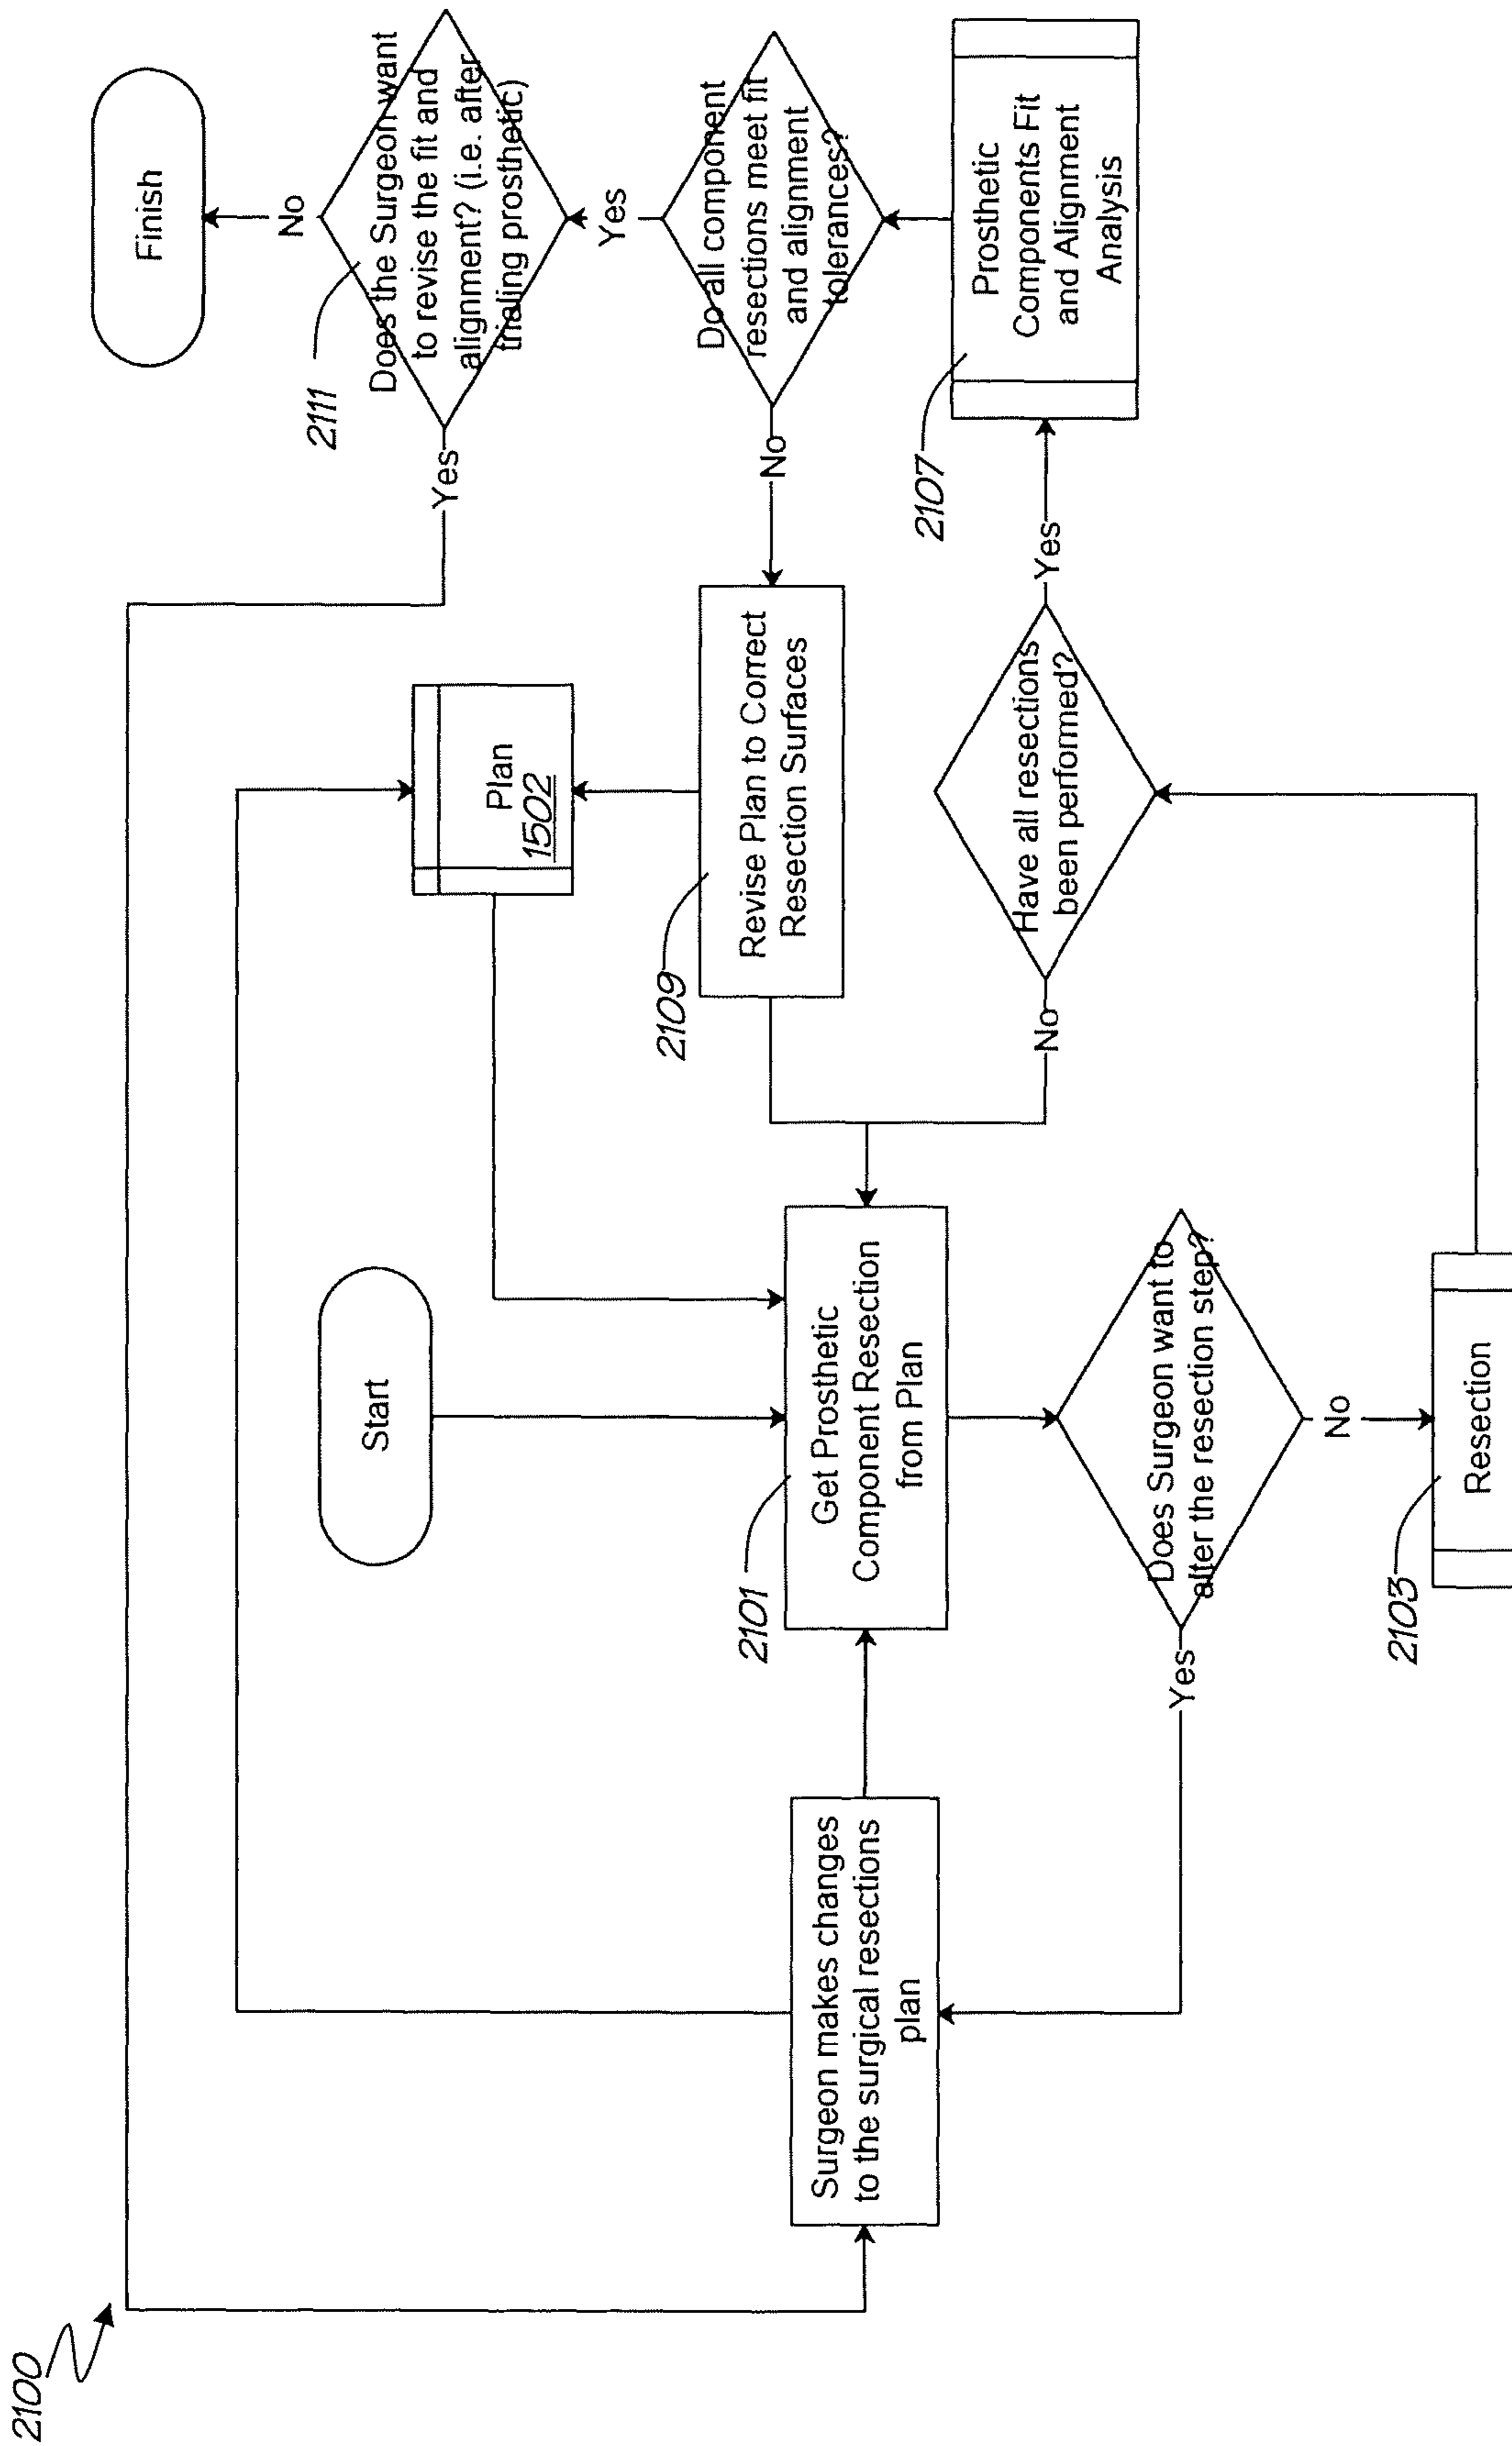 2100
Surgeon makes changes
to the surgical resections
plan
Start
2101
Get Prosthetic
Component Resection
from Plan
Yes
Does Surgeon want to
alter the resection step?
No
2103
Resection
Plan
1502
2109
Revise Plan to Correct
Resection Surfaces
No
Have all resections
been performed?
Yes
2107
Prosthetic
Components Fit
and Alignment
Analysis
No
Do all component
resections meet fit
and alignment
tolerances?
Yes
Yes
2111
Does the Surgeon want
to revise the fit and
alignment? (i.e. after
trialing prosthetic)
No
Finish